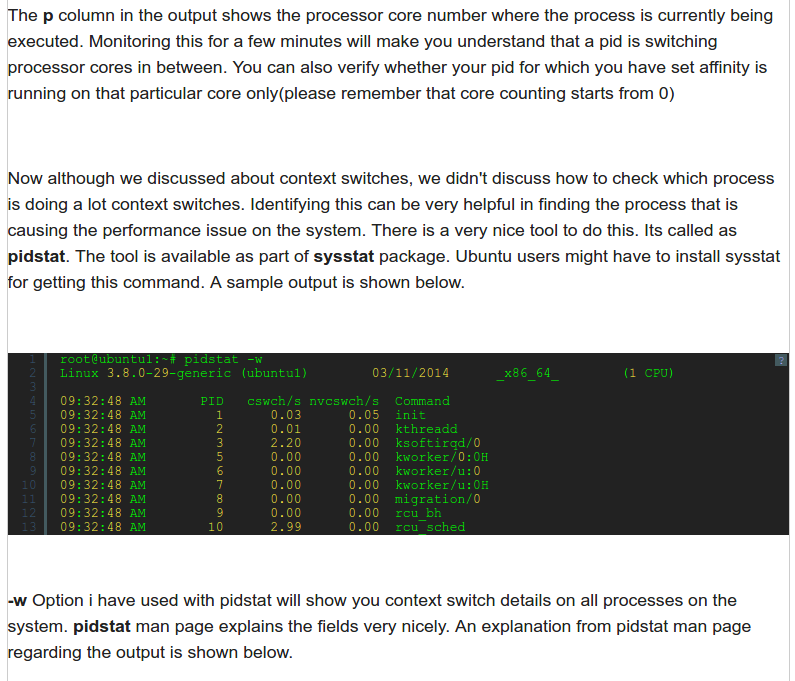 The p column in the output shows the processor core number where the process is currently being
executed. Monitoring this for a few minutes will make you understand that a pid is switching
processor cores in between. You can also verify whether your pid for which you have set affinity is
running on that particular core only(please remember that core counting starts from 0)
Now although we discussed about context switches, we didn't discuss how to check which process
is doing a lot context switches. Identifying this can be very helpful in finding the process that is
causing the performance issue on the system. There is a very nice tool to do this. Its called as
pidstat. The tool is available as part of sysstat package. Ubuntu users might have to install sysstat
for getting this command. A sample output is shown below.
1 root@ubuntu1:~# pidstat -w ?
2 Linux 3.8.0-29-generic (ubuntu1) 03/11/2014 _x86_64_ (1 CPU)
3
4 09:32:48 AM PID cswch/s nvcswch/s Command
5 09:32:48 AM 1 0.03 0.05 init
6 09:32:48 AM 2 0.01 0.00 kthreadd
7 09:32:48 AM 3 2.20 0.00 ksoftirqd/0
8 09:32:48 AM 5 0.00 0.00 kworker/0:0H
9 09:32:48 AM 6 0.00 0.00 kworker/u:0
10 09:32:48 AM 7 0.00 0.00 kworker/u:0H
11 09:32:48 AM 8 0.00 0.00 migration/0
12 09:32:48 AM 9 0.00 0.00 rcu_bh
13 09:32:48 AM 10 2.99 0.00 rcu_sched
-w Option i have used with pidstat will show you context switch details on all processes on the
system. pidstat man page explains the fields very nicely. An explanation from pidstat man page
regarding the output is shown below.